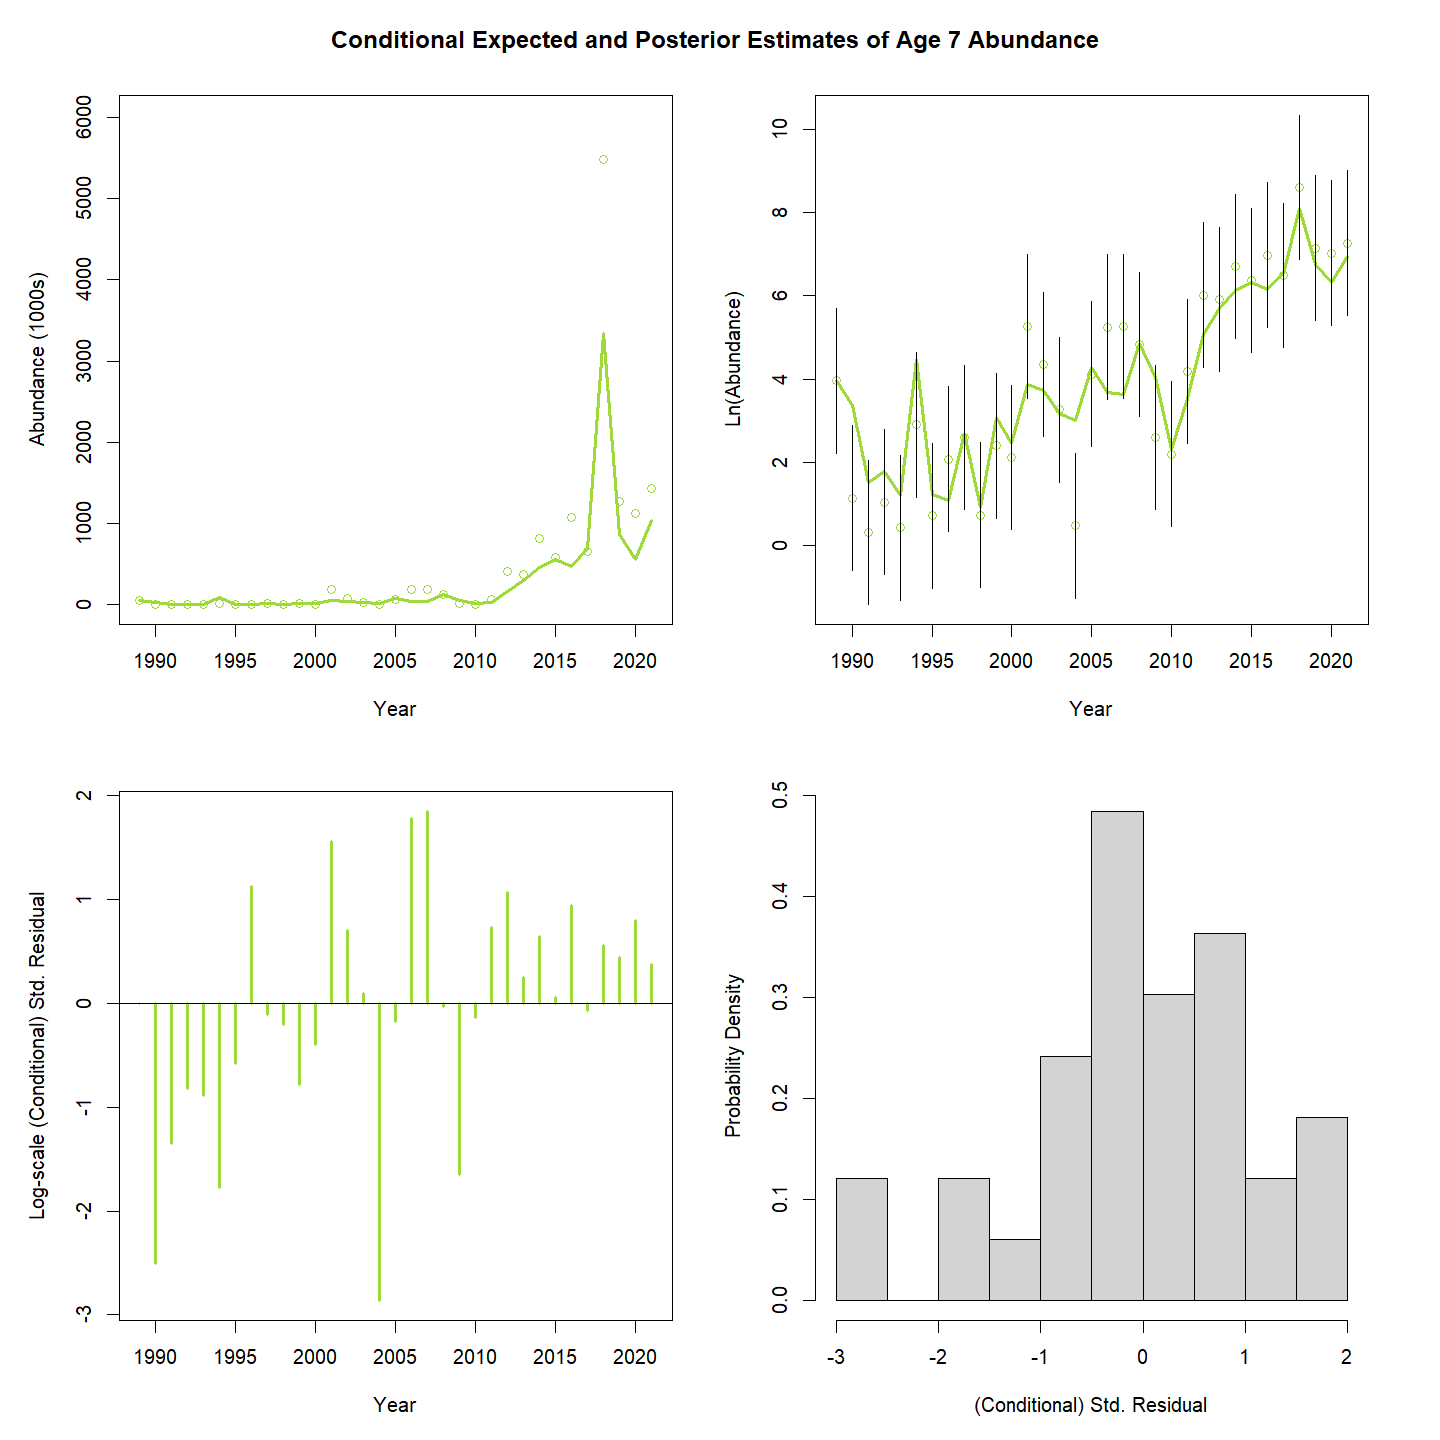 Conditional Expected and Posterior Estimates of Age 7 Abundance
Abundance (1000s)
6000
5000
4000
3000
2000
1000
0
1990 1995 2000 2005 2010 2015 2020
Year
Ln(Abundance)
10
8
6
4
2
0
1990 1995 2000 2005 2010 2015 2020
Year
Log-scale (Conditional) Std. Residual
2
1
0
-1
-2
-3
1990 1995 2000 2005 2010 2015 2020
Year
Probability Density
0.5
0.4
0.3
0.2
0.1
0.0
-3 -2 -1 0 1 2
(Conditional) Std. Residual